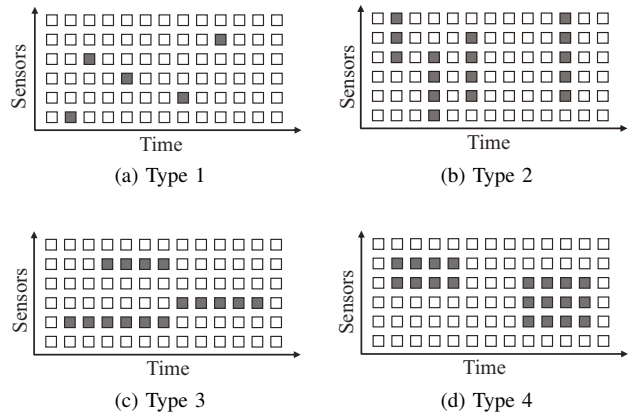 Sensors
Time
(a) Type 1
Sensors
Time
(b) Type 2
Sensors
Time
(c) Type 3
Sensors
Time
(d) Type 4